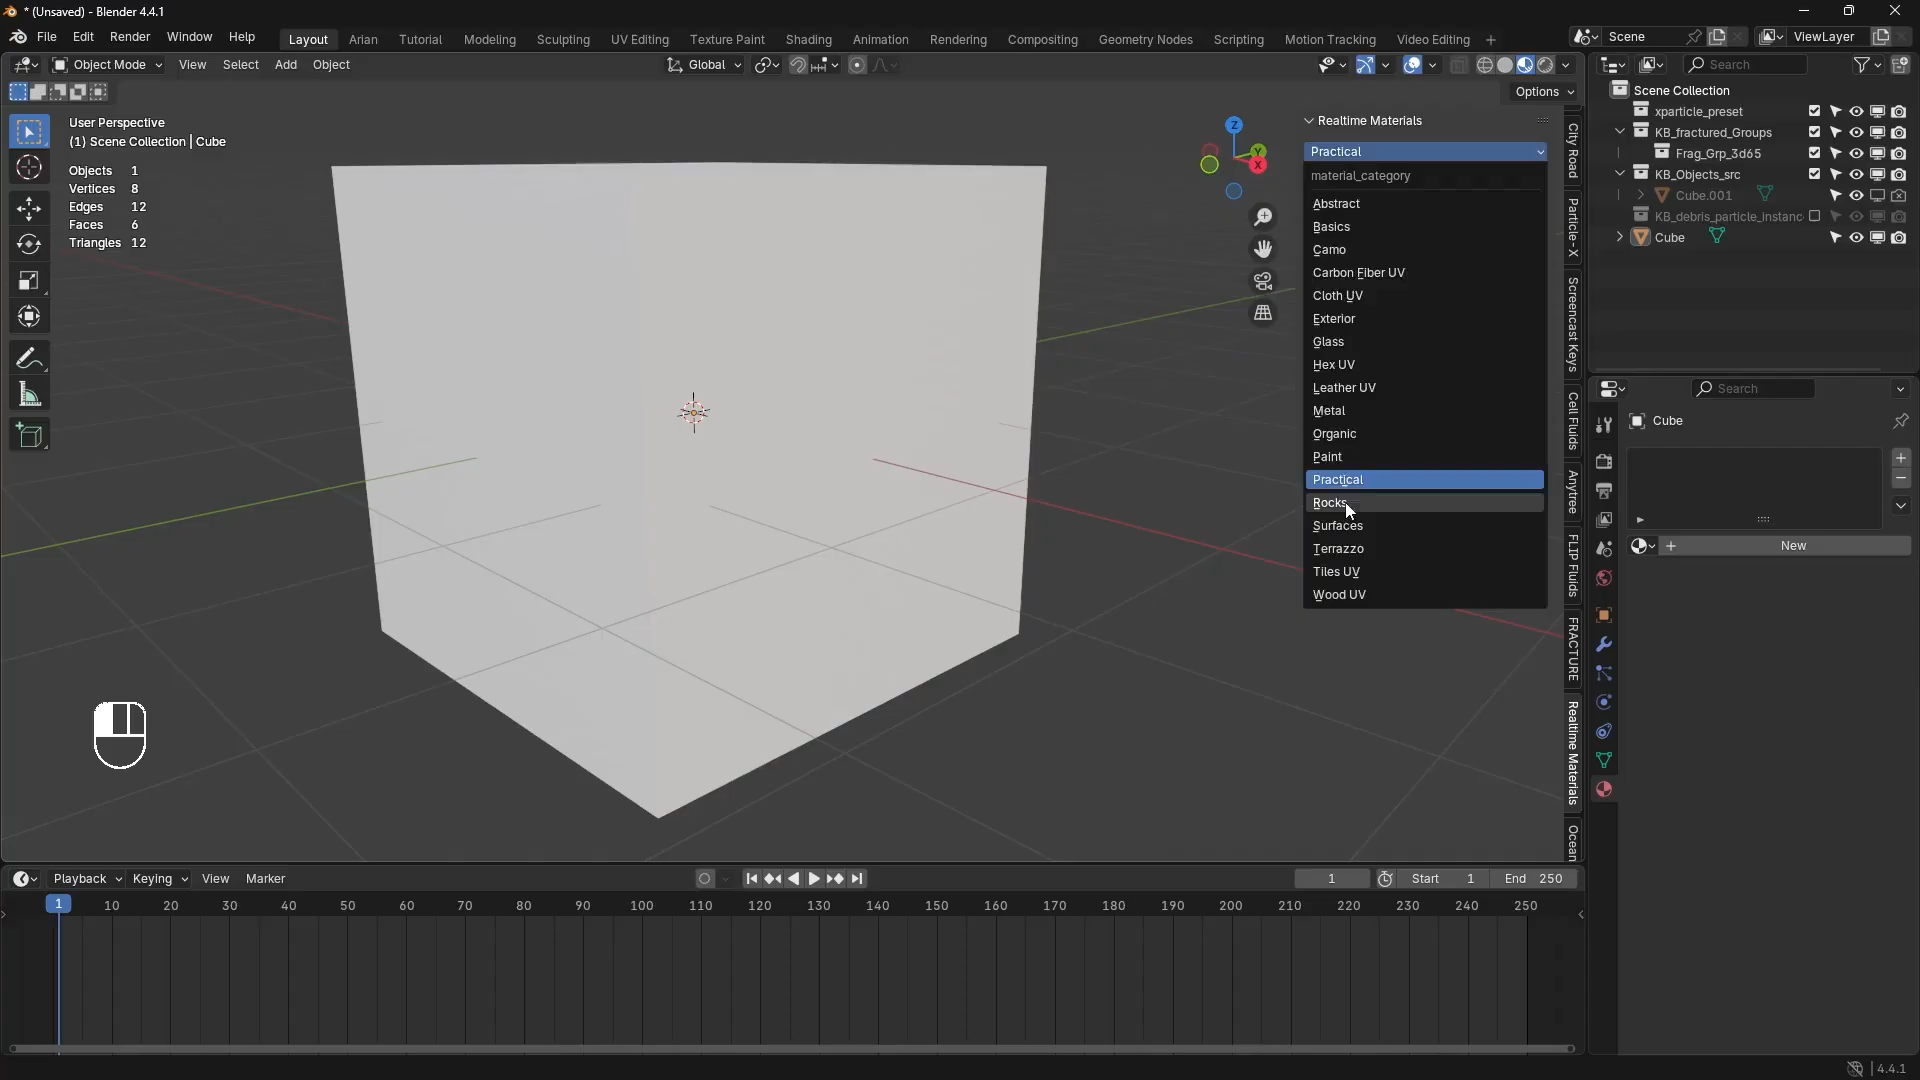 * (Unsaved) - Blender 4.4.1
File Edit Render Window Help Layout Arian Tutorial Modeling Sculpting UV Editing Texture Paint Shading Animation Rendering Compositing Geometry Nodes Scripting Motion Tracking Video Editing + Scene ViewLayer
Object Mode View Select Add Object Global Search
Options
User Perspective
(1) Scene Collection | Cube
Objects 1
Vertices 8
Edges 12
Faces 6
Triangles 12
Z
Y
X
Realtime Materials
Practical
material_category
Abstract
Basics
Camo
Carbon Fiber UV
Cloth UV
Exterior
Glass
Hex UV
Leather UV
Metal
Organic
Paint
Practical
Rocks
Surfaces
Terrazzo
Tiles UV
Wood UV
City Road
Particle - X
Screencast Keys
Cell Fluids
Anytree
FLIP Fluids
FRACTURE
Realtime Materials
Ocean
Scene Collection
xparticle_preset
KB_fractured_Groups
Frag_Grp_3d65
KB_Objects_src
Cube.001
KB_debris_particle_instanc
Cube
Search
Cube
New
Playback Keying View Marker 1 Start 1 End 250
1 10 20 30 40 50 60 70 80 90 100 110 120 130 140 150 160 170 180 190 200 210 220 230 240 250
4.4.1